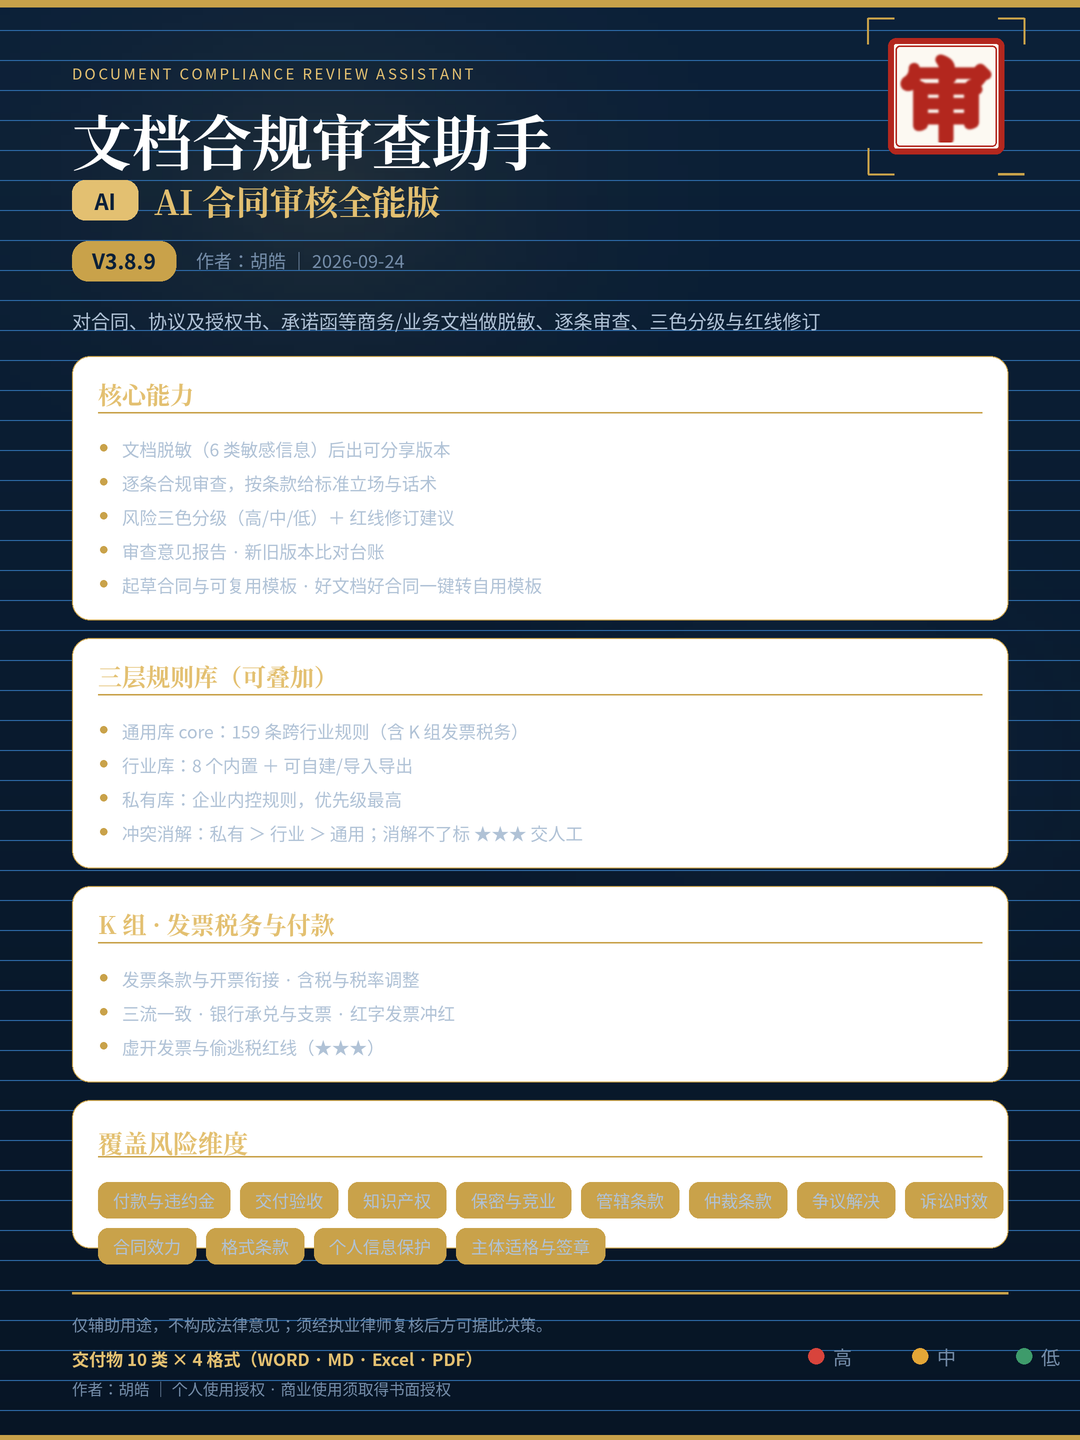 DOCUMENT COMPLIANCE REVIEW ASSISTANT
审
文档合规审查助手
AI AI 合同审核全能版
V3.8.9 作者：胡皓 ｜ 2026-09-24
对合同、协议及授权书、承诺函等商务/业务文档做脱敏、逐条审查、三色分级与红线修订
核心能力
文档脱敏（6 类敏感信息）后出可分享版本
逐条合规审查，按条款给标准立场与话术
风险三色分级（高/中/低）＋ 红线修订建议
审查意见报告 · 新旧版本比对台账
起草合同与可复用模板 · 好文档好合同一键转自用模板
三层规则库（可叠加）
通用库 core：159 条跨行业规则（含 K 组发票税务）
行业库：8 个内置 ＋ 可自建/导入导出
私有库：企业内控规则，优先级最高
冲突消解：私有 ＞ 行业 ＞ 通用；消解不了标 ★★★ 交人工
K 组 · 发票税务与付款
发票条款与开票衔接 · 含税与税率调整
三流一致 · 银行承兑与支票 · 红字发票冲红
虚开发票与偷逃税红线（★★★）
覆盖风险维度
付款与违约金 交付验收 知识产权 保密与竞业 管辖条款 仲裁条款 争议解决 诉讼时效
合同效力 格式条款 个人信息保护 主体适格与签章
仅辅助用途，不构成法律意见；须经执业律师复核后方可据此决策。
交付物 10 类 × 4 格式（WORD · MD · Excel · PDF）
高 中 低
作者：胡皓 ｜ 个人使用授权 · 商业使用须取得书面授权